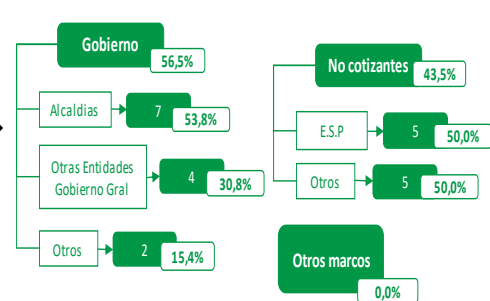 Gobierno
56,5%
Alcaldias
7
53,8%
Otras Entidades
Gobierno Gral
4
30,8%
Otros
2
15,4%
No cotizantes
43,5%
E.S.P
5
50,0%
Otros
5
50,0%
Otros marcos
0,0%